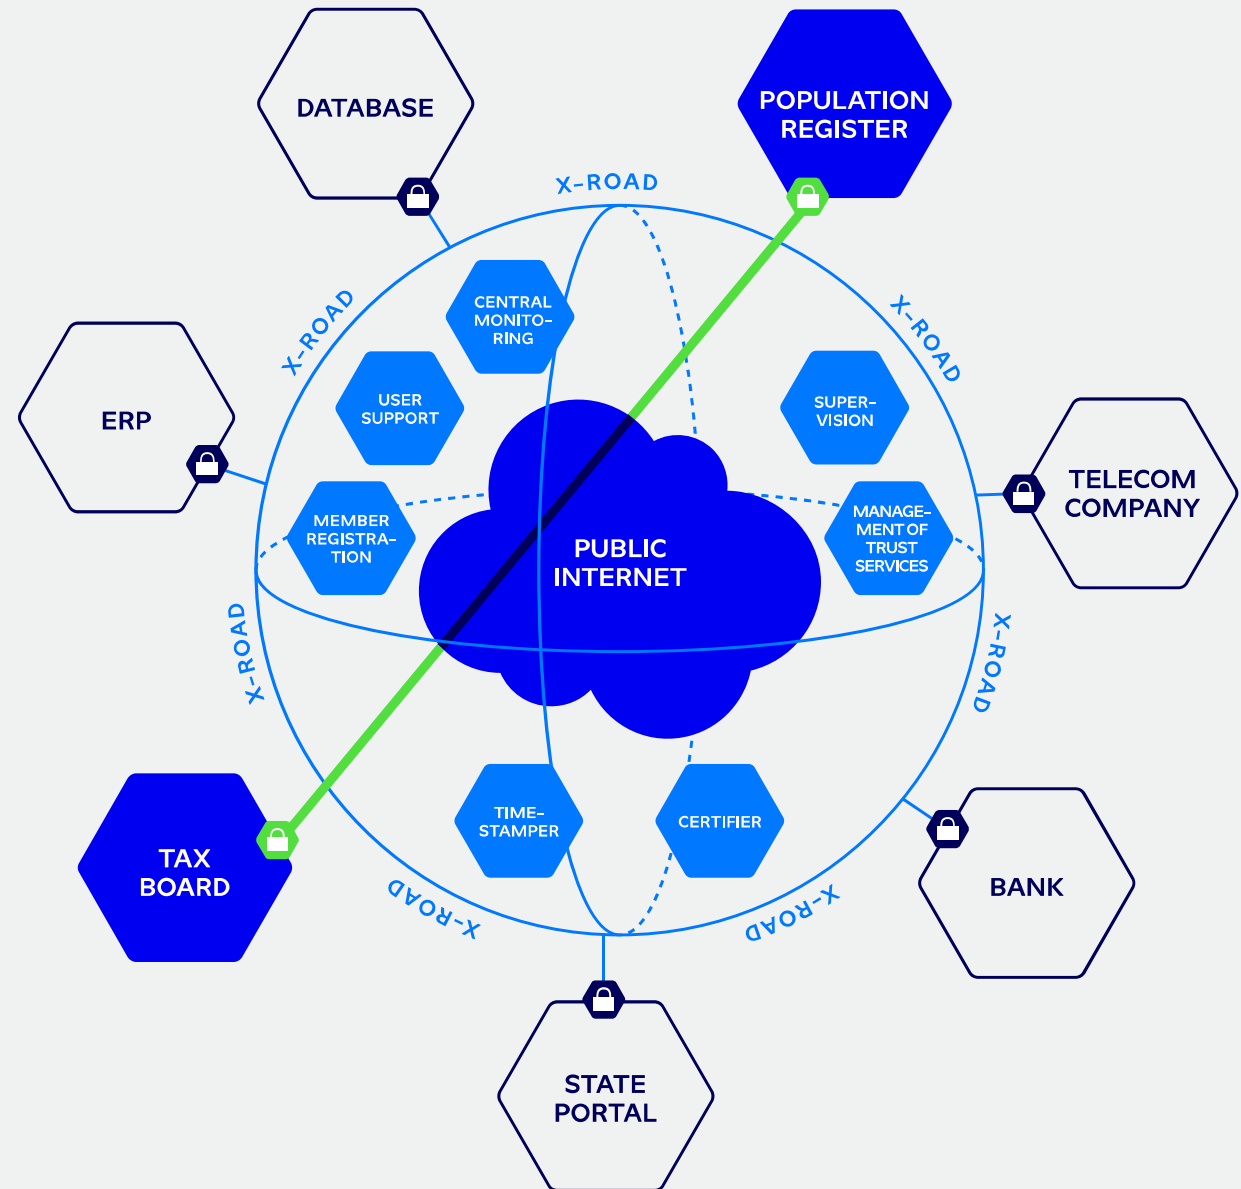 DATABASE
POPULATION
REGISTER
X-ROAD
X-ROAD
X-ROAD
CENTRAL
MONITO-
RING
USER
SUPPORT
SUPER-
VISION
ERP
TELECOM
COMPANY
MEMBER
REGISTRA-
TION
PUBLIC
INTERNET
MANAGE-
MENT OF
TRUST
SERVICES
X-ROAD
X-ROAD
TIME-
STAMPER
CERTIFIER
TAX
BOARD
X-ROAD
X-ROAD
BANK
STATE
PORTAL